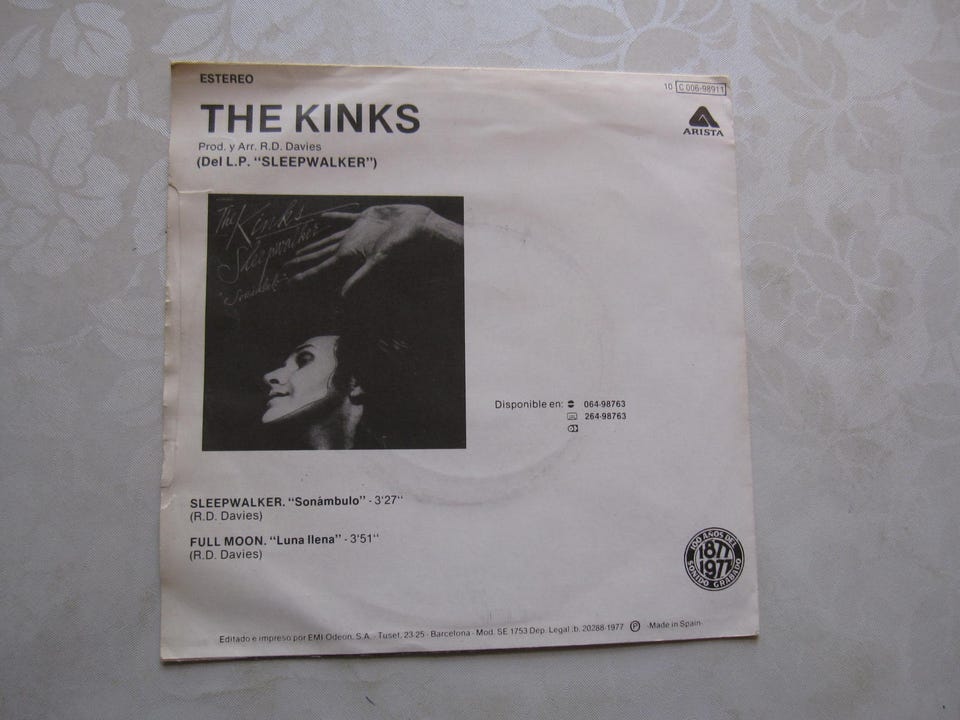 ESTEREO
10 C 006-98911
THE KINKS
ARISTA
Prod. y Arr. R.D. Davies
(Del L.P. “SLEEPWALKER”)
The Kinks
Sleepwalker
"Sonámbulo"
Disponible en: 064-98763
264-98763
SLEEPWALKER. “Sonámbulo” - 3'27''
(R.D. Davies)
FULL MOON. “Luna llena” - 3'51''
(R.D. Davies)
100 AÑOS DEL
1877
1977
SONIDO GRABADO
Editado e impreso por EMI Odeon, S.A. - Tuset, 23-25 - Barcelona - Mod. SE 1753 Dep. Legal :b. 20288-1977 Ⓟ -Made in Spain-